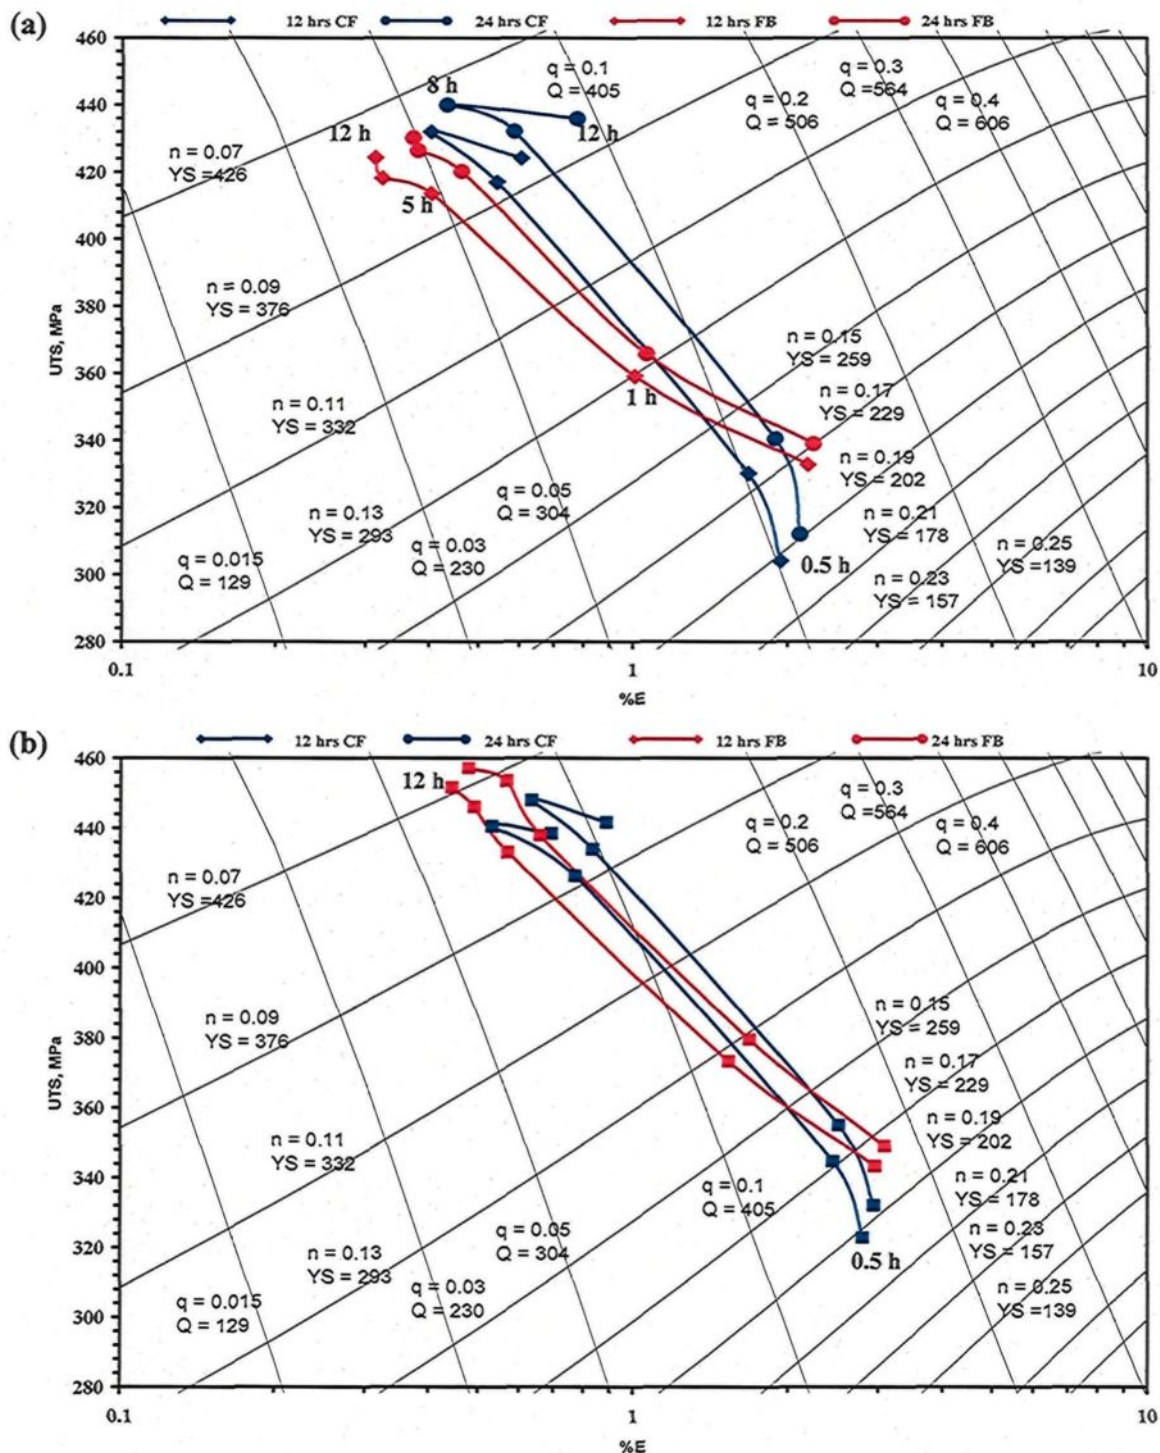 (a)
12 hrs CF 24 hrs CF 12 hrs FB 24 hrs FB
460
440
420
400
380
360
340
320
300
280
UTS, MPa
0.1 1 10
%E
8 h
12 h
12 h
5 h
1 h
0.5 h
q = 0.1
Q = 405
q = 0.3
Q = 564
q = 0.2
Q = 506
q = 0.4
Q = 606
n = 0.07
YS =426
n = 0.09
YS = 376
n = 0.11
YS = 332
n = 0.13
YS = 293
n = 0.15
YS = 259
n = 0.17
YS = 229
n = 0.19
YS = 202
n = 0.21
YS = 178
n = 0.23
YS = 157
n = 0.25
YS =139
q = 0.05
Q = 304
q = 0.03
Q = 230
q = 0.015
Q = 129
(b)
12 hrs CF 24 hrs CF 12 hrs FB 24 hrs FB
460
440
420
400
380
360
340
320
300
280
UTS, MPa
0.1 1 10
%E
12 h
0.5 h
q = 0.3
Q = 564
q = 0.2
Q = 506
q = 0.4
Q = 606
n = 0.07
YS =426
n = 0.09
YS = 376
n = 0.11
YS = 332
n = 0.13
YS = 293
n = 0.15
YS = 259
n = 0.17
YS = 229
n = 0.19
YS = 202
n = 0.21
YS = 178
n = 0.23
YS = 157
n = 0.25
YS =139
q = 0.1
Q = 405
q = 0.05
Q = 304
q = 0.03
Q = 230
q = 0.015
Q = 129